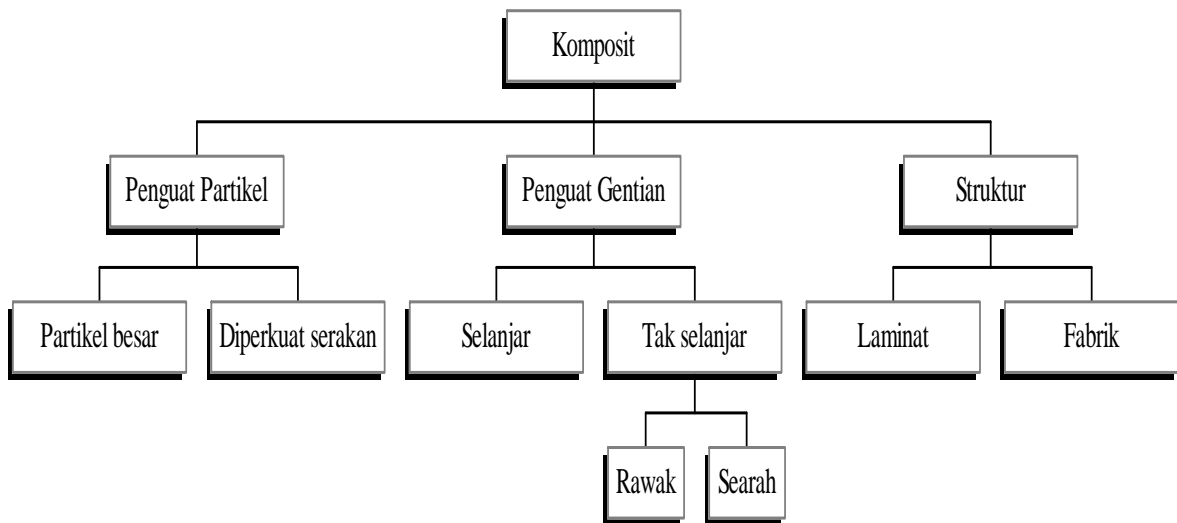 Komposit
Penguat Partikel
Penguat Gentian
Struktur
Partikel besar
Diperkuat serakan
Selanjar
Tak selanjar
Laminat
Fabrik
Rawak
Searah